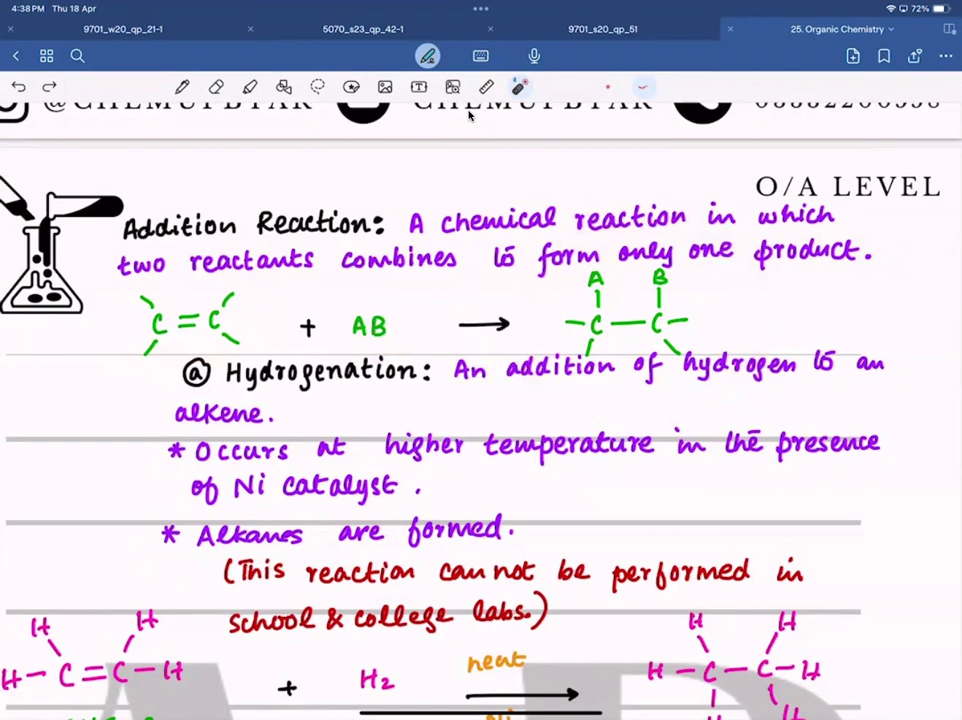 4:38 PM Thu 18 Apr
72%
9701_w20_qp_21-1
5070_s23_qp_42-1
9701_s20_qp_51
25. Organic Chemistry
O/A LEVEL
Addition Reaction: A chemical reaction in which
two reactants combines to form only one product.
A B
C = C + AB → C — C
ⓐ Hydrogenation: An addition of hydrogen to an
alkene.
* Occurs at higher temperature in the presence
of Ni catalyst.
* Alkanes are formed.
(This reaction cannot be performed in
school & college labs.)
H H H H
heat
H - C = C - H + H₂ → H - C - C - H
Ni
H H